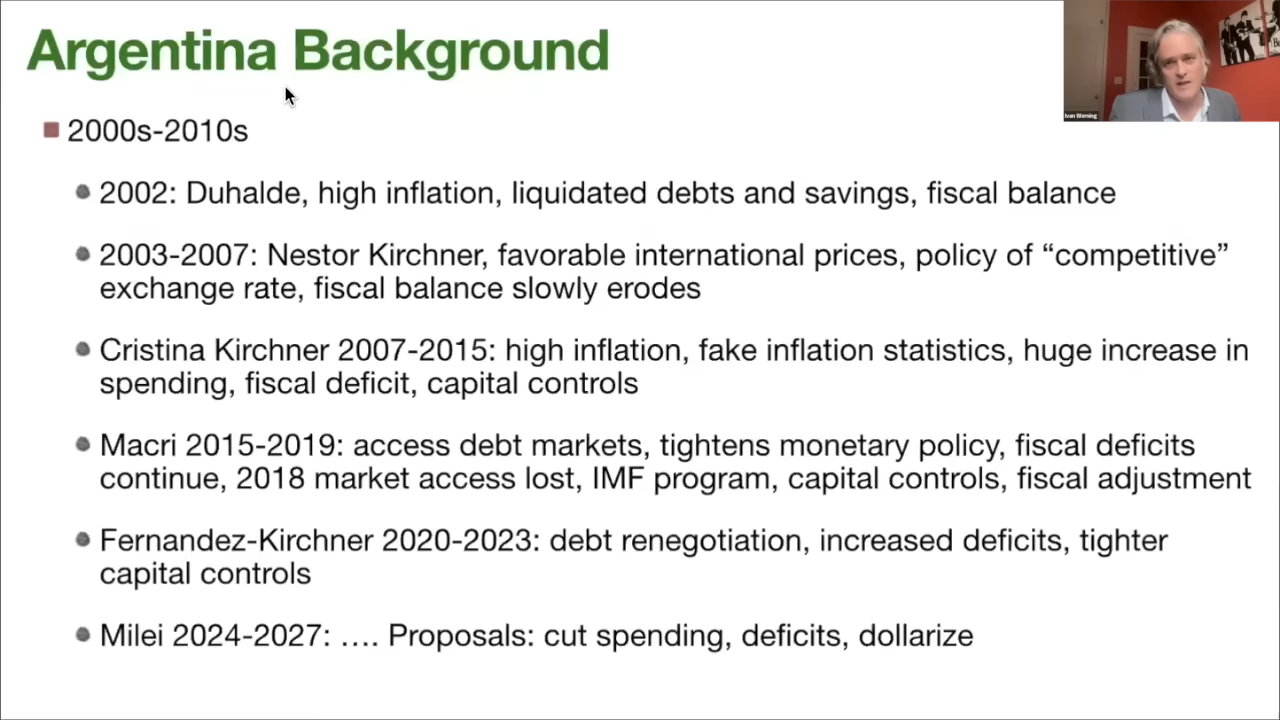 Argentina Background
2000s-2010s
2002: Duhalde, high inflation, liquidated debts and savings, fiscal balance
2003-2007: Nestor Kirchner, favorable international prices, policy of “competitive”
exchange rate, fiscal balance slowly erodes
Cristina Kirchner 2007-2015: high inflation, fake inflation statistics, huge increase in
spending, fiscal deficit, capital controls
Macri 2015-2019: access debt markets, tightens monetary policy, fiscal deficits
continue, 2018 market access lost, IMF program, capital controls, fiscal adjustment
Fernandez-Kirchner 2020-2023: debt renegotiation, increased deficits, tighter
capital controls
Milei 2024-2027: .... Proposals: cut spending, deficits, dollarize
Ivan Werning